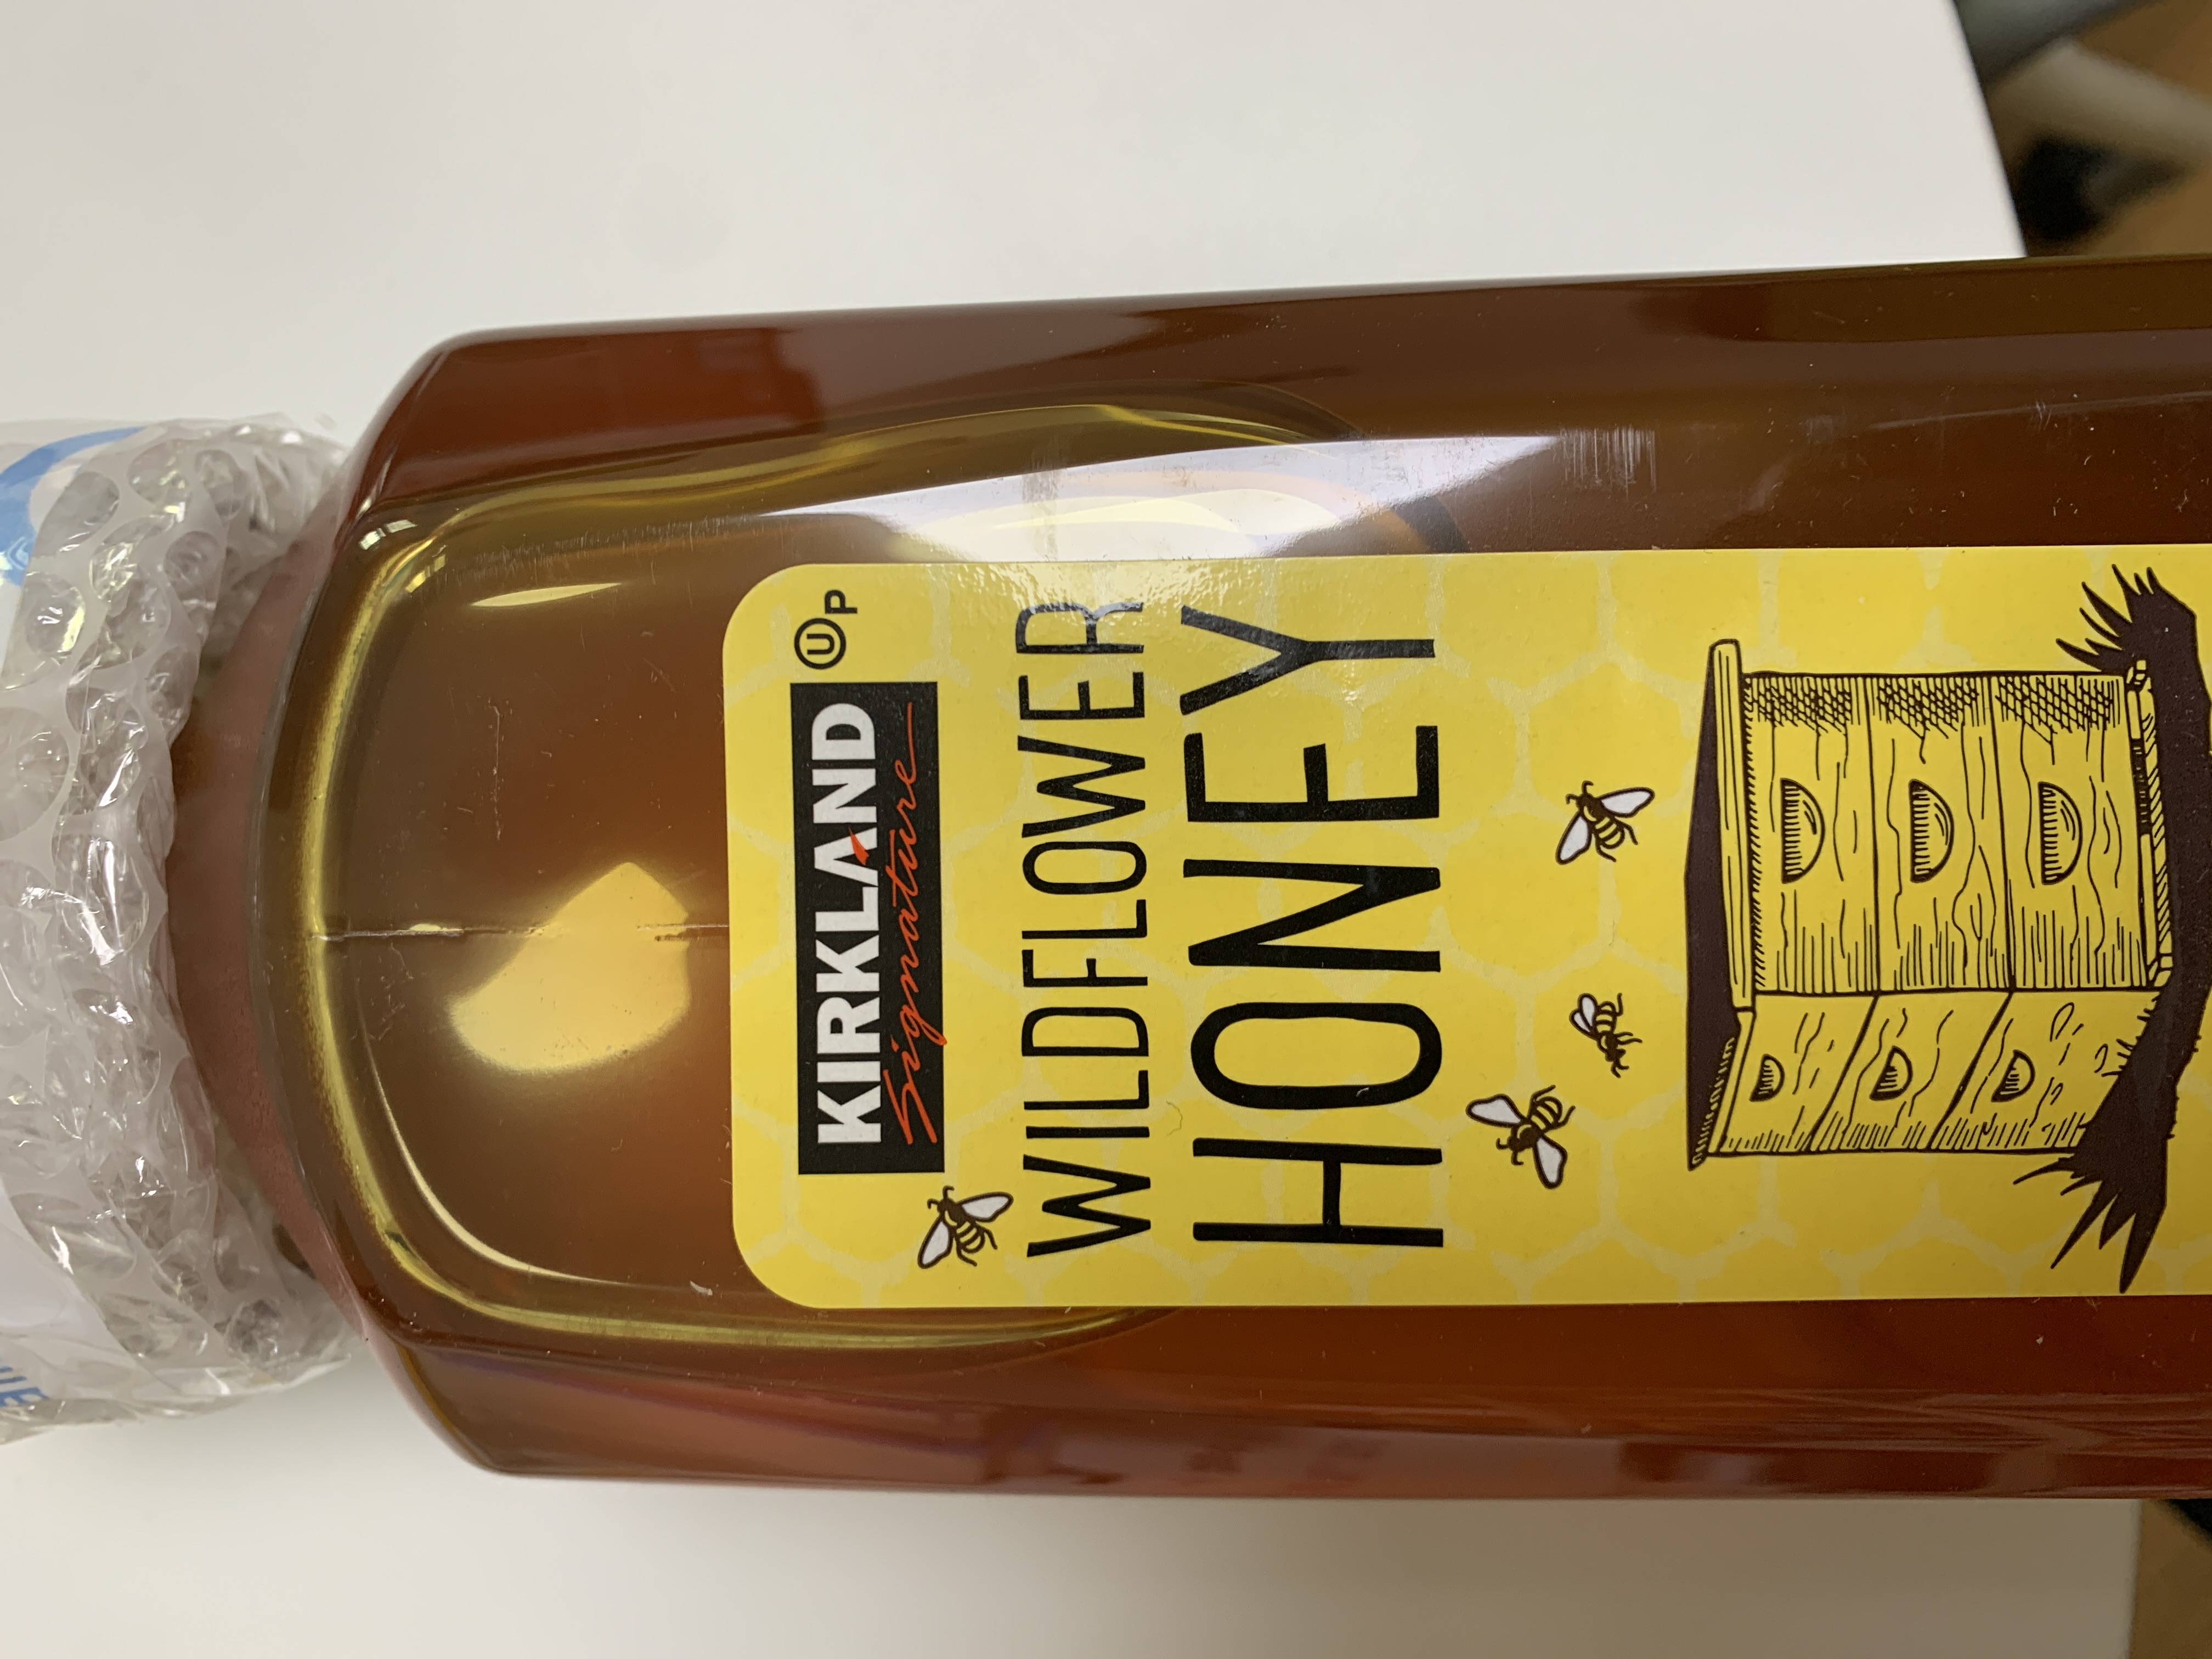 KIRKLAND
Signature
U P
WILDFLOWER
HONEY